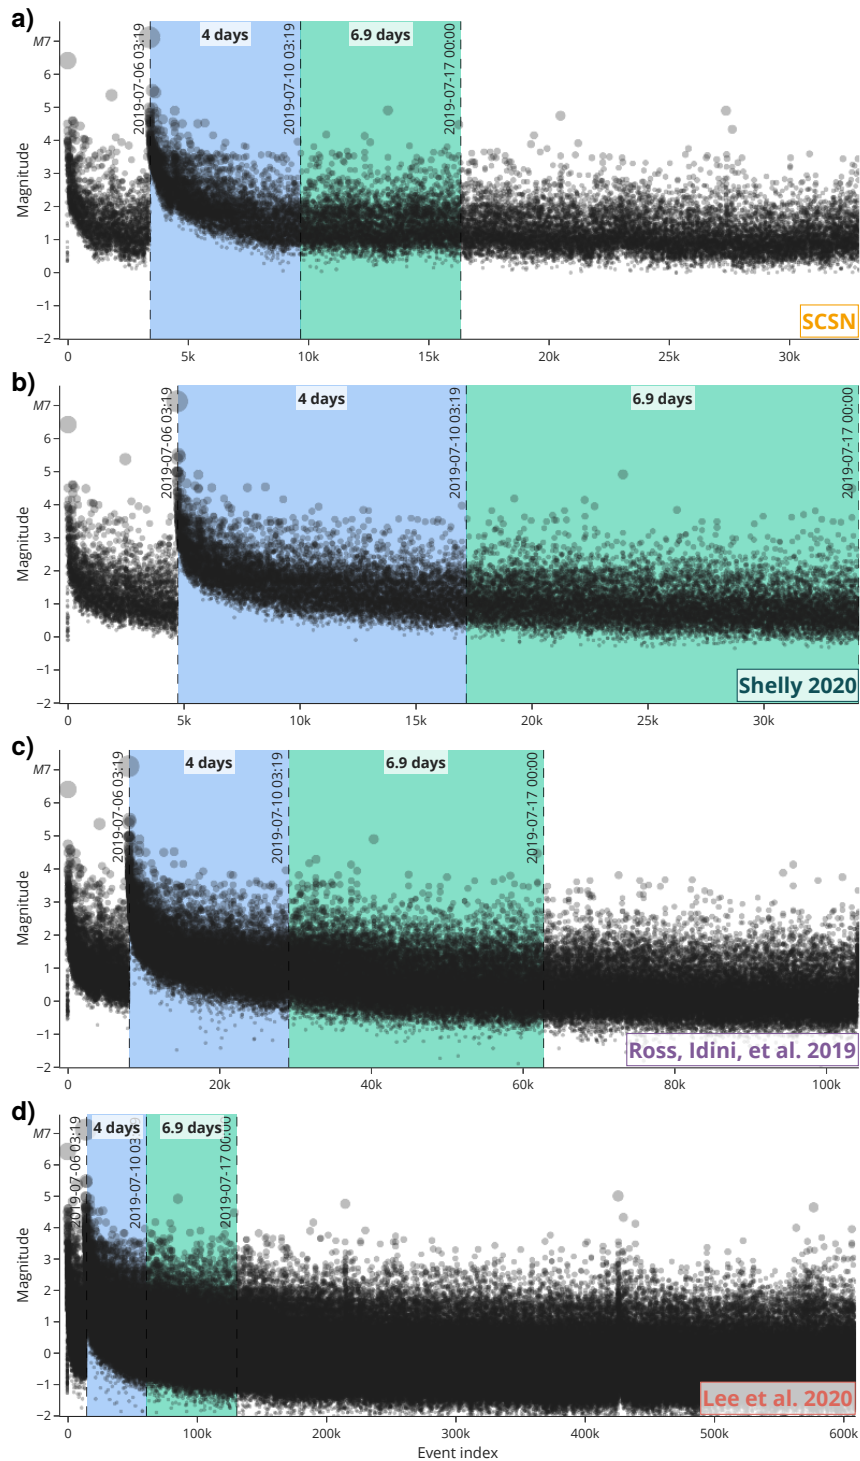 a)
M7
6
5
4
3
2
1
0
−1
−2
Magnitude
2019-07-06 03:19
4 days
2019-07-10 03:19
6.9 days
2019-07-17 00:00
SCSN
0 5k 10k 15k 20k 25k 30k
b)
M7
6
5
4
3
2
1
0
−1
−2
Magnitude
2019-07-06 03:19
4 days
2019-07-10 03:19
6.9 days
2019-07-17 00:00
Shelly 2020
0 5k 10k 15k 20k 25k 30k
c)
M7
6
5
4
3
2
1
0
−1
−2
Magnitude
2019-07-06 03:19
4 days
2019-07-10 03:19
6.9 days
2019-07-17 00:00
Ross, Idini, et al. 2019
0 20k 40k 60k 80k 100k
d)
M7
6
5
4
3
2
1
0
−1
−2
Magnitude
2019-07-06 03:19
4 days
2019-07-10 03:19
6.9 days
2019-07-17 00:00
Lee et al. 2020
0 100k 200k 300k 400k 500k 600k
Event index